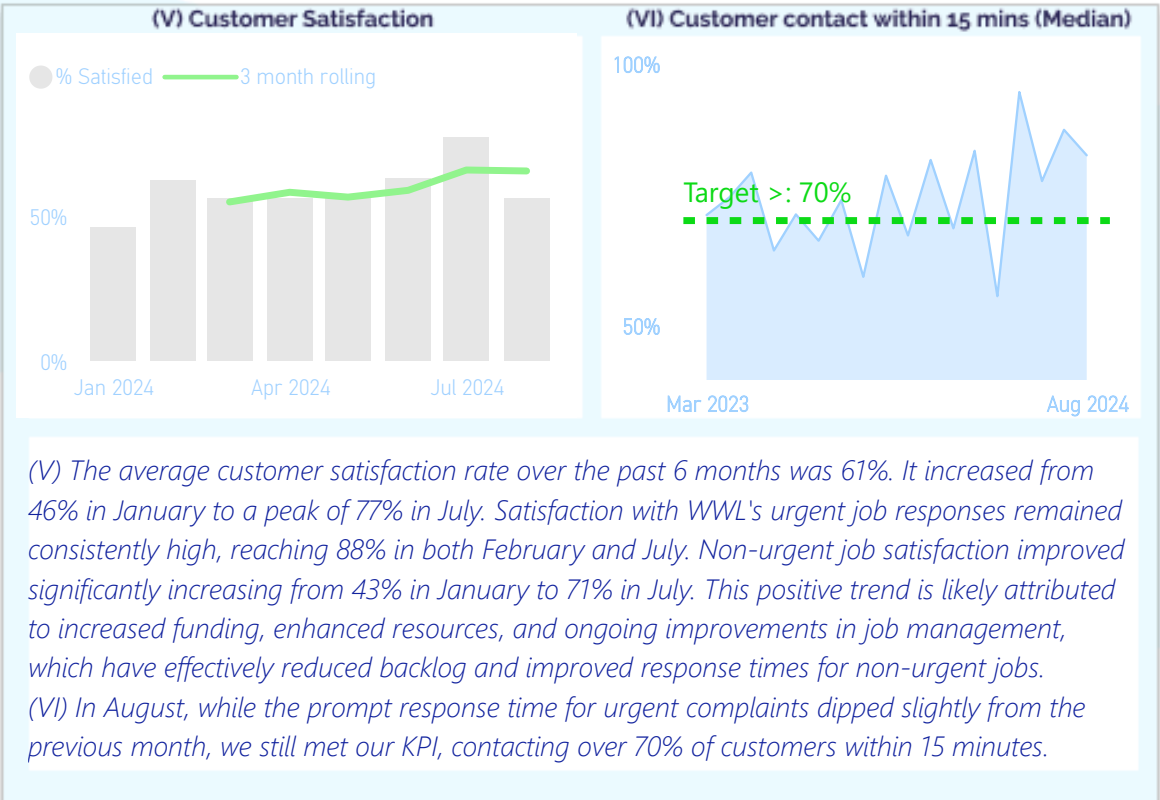 (V) Customer Satisfaction
% Satisfied 3 month rolling
50%
0%
Jan 2024 Apr 2024 Jul 2024
(VI) Customer contact within 15 mins (Median)
100%
Target >: 70%
50%
Mar 2023 Aug 2024
(V) The average customer satisfaction rate over the past 6 months was 61%. It increased from
46% in January to a peak of 77% in July. Satisfaction with WWL's urgent job responses remained
consistently high, reaching 88% in both February and July. Non-urgent job satisfaction improved
significantly increasing from 43% in January to 71% in July. This positive trend is likely attributed
to increased funding, enhanced resources, and ongoing improvements in job management,
which have effectively reduced backlog and improved response times for non-urgent jobs.
(VI) In August, while the prompt response time for urgent complaints dipped slightly from the
previous month, we still met our KPI, contacting over 70% of customers within 15 minutes.